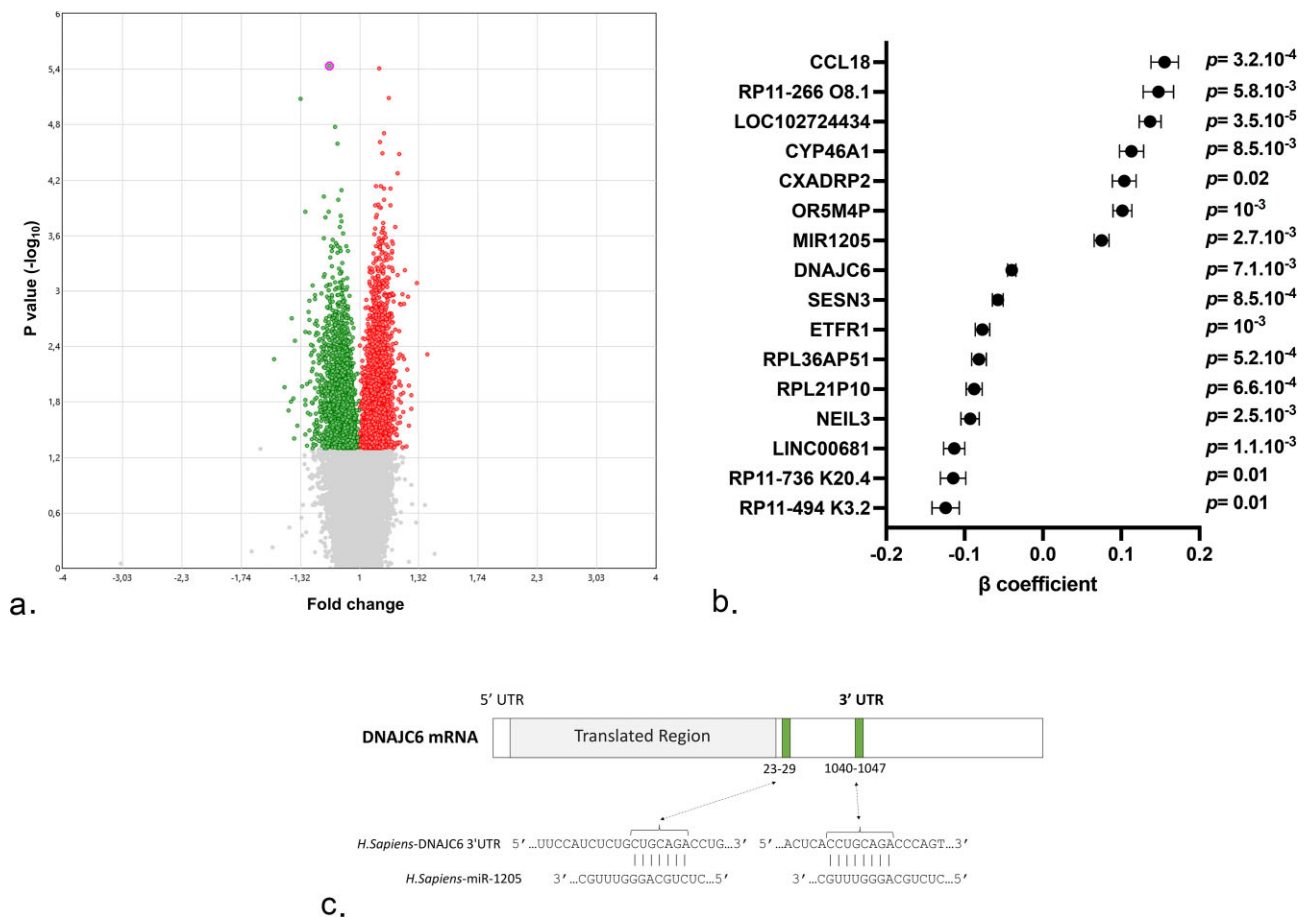 6
5,4
4,8
4,2
3,6
3
2,4
1,8
1,2
0,6
0
P value (-log10)
-4 -3,03 -2,3 -1,74 -1,32 1 1,32 1,74 2,3 3,03 4
Fold change
a.
CCL18 p= 3.2.10-4
RP11-266 O8.1 p= 5.8.10-3
LOC102724434 p= 3.5.10-5
CYP46A1 p= 8.5.10-3
CXADRP2 p= 0.02
OR5M4P p= 10-3
MIR1205 p= 2.7.10-3
DNAJC6 p= 7.1.10-3
SESN3 p= 8.5.10-4
ETFR1 p= 10-3
RPL36AP51 p= 5.2.10-4
RPL21P10 p= 6.6.10-4
NEIL3 p= 2.5.10-3
LINC00681 p= 1.1.10-3
RP11-736 K20.4 p= 0.01
RP11-494 K3.2 p= 0.01
-0.2 -0.1 0.0 0.1 0.2
β coefficient
b.
5' UTR 3' UTR
DNAJC6 mRNA Translated Region
23-29 1040-1047
H.Sapiens-DNAJC6 3'UTR 5'…UUCCAUCUCUGCUGCAGACCUG…3' 5'…ACUCACCUGCAGACCCAGT…3'
H.Sapiens-miR-1205 3'…CGUUUGGGACGUCUC…5' 3'…CGUUUGGGACGUCUC…5'
c.